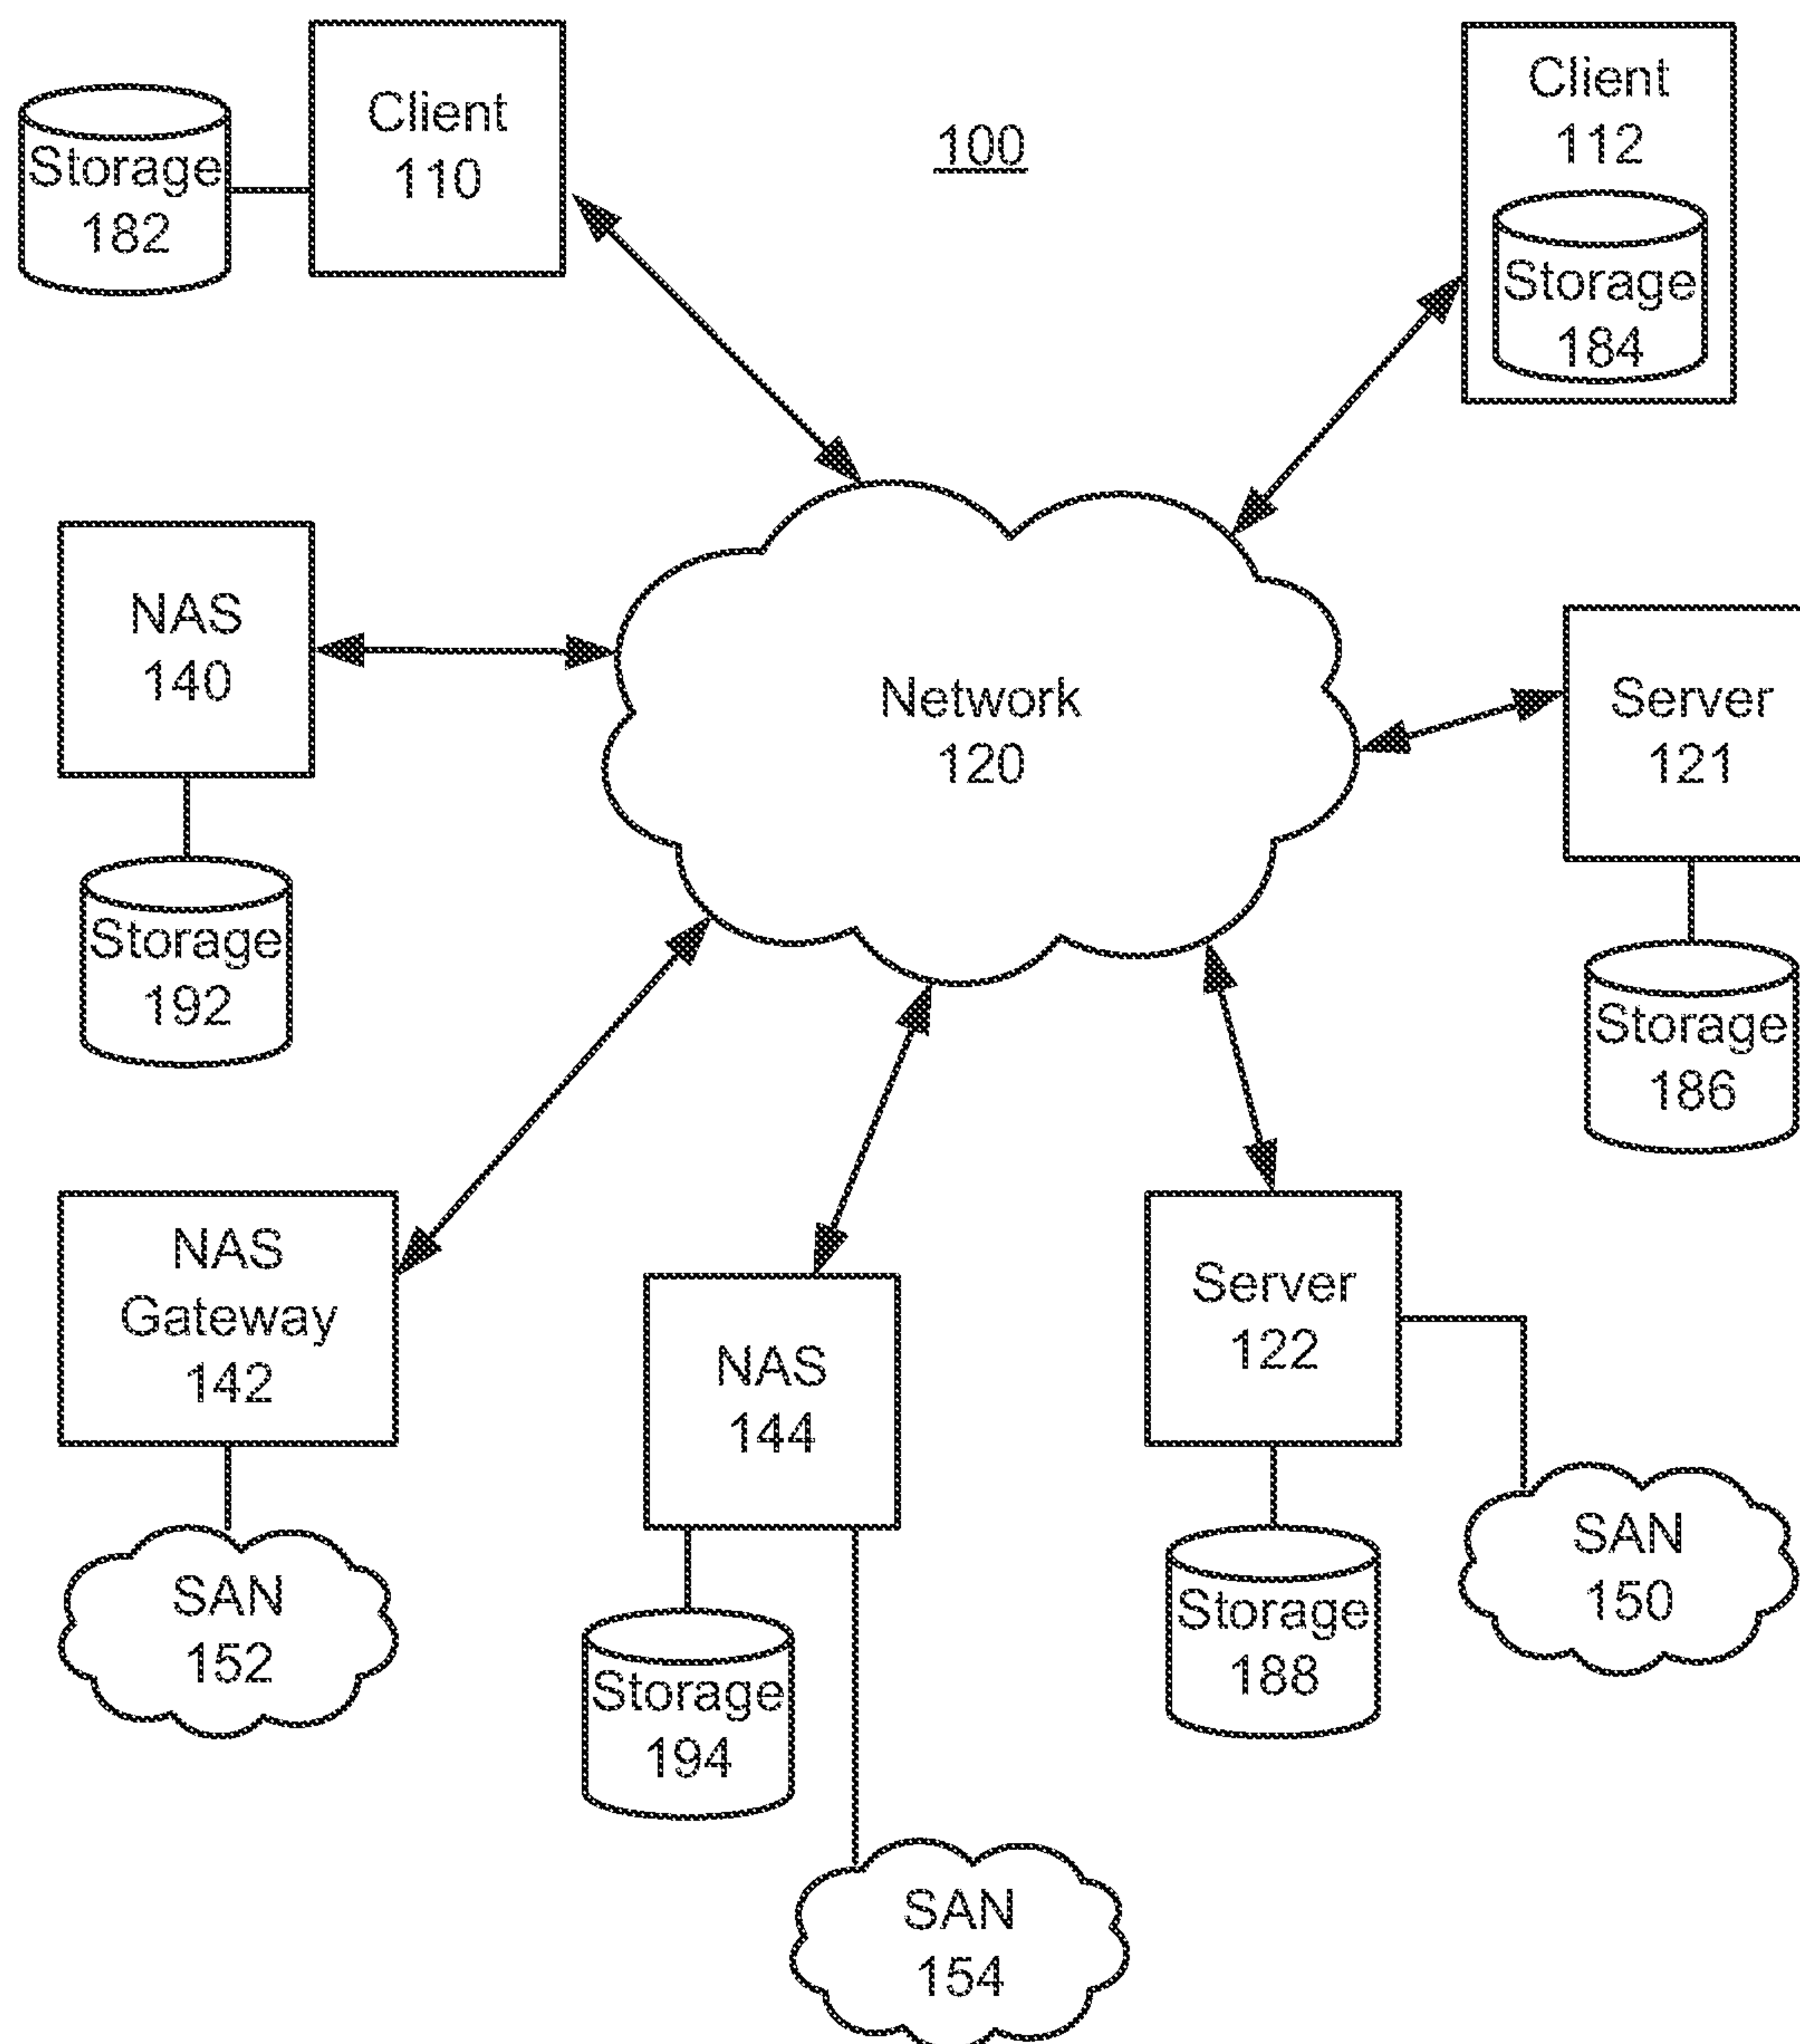 Client
110
Storage
182
100
Client
112
Storage
184
NAS
140
Storage
192
Network
120
Server
121
Storage
186
NAS
Gateway
142
SAN
152
NAS
144
Storage
194
SAN
154
Server
122
Storage
188
SAN
150